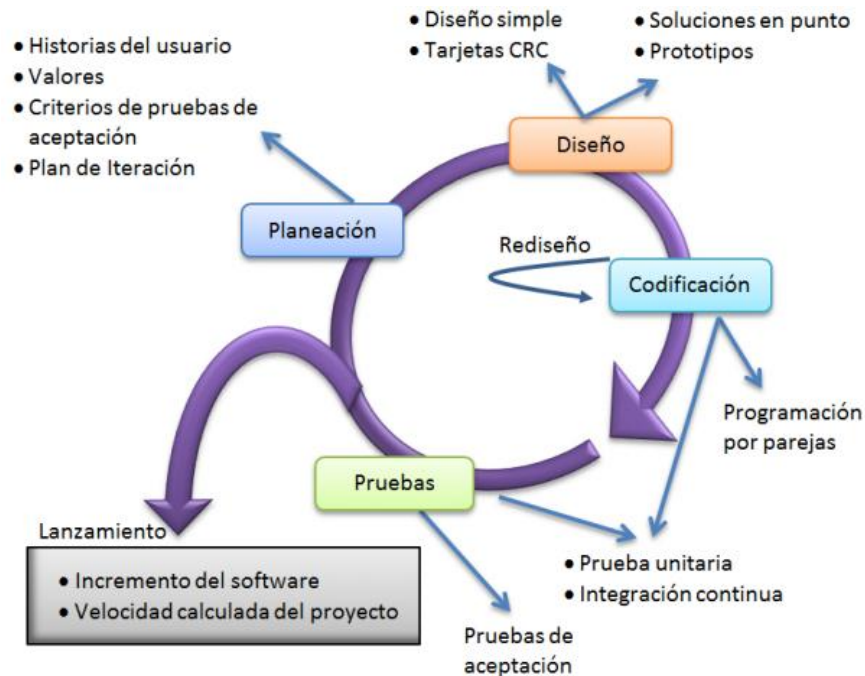 • Historias del usuario
• Valores
• Criterios de pruebas de
aceptación
• Plan de Iteración
• Diseño simple
• Tarjetas CRC
• Soluciones en punto
• Prototipos
Diseño
Planeación
Rediseño
Codificación
Programación
por parejas
Pruebas
Lanzamiento
• Incremento del software
• Velocidad calculada del proyecto
• Prueba unitaria
• Integración continua
Pruebas de
aceptación